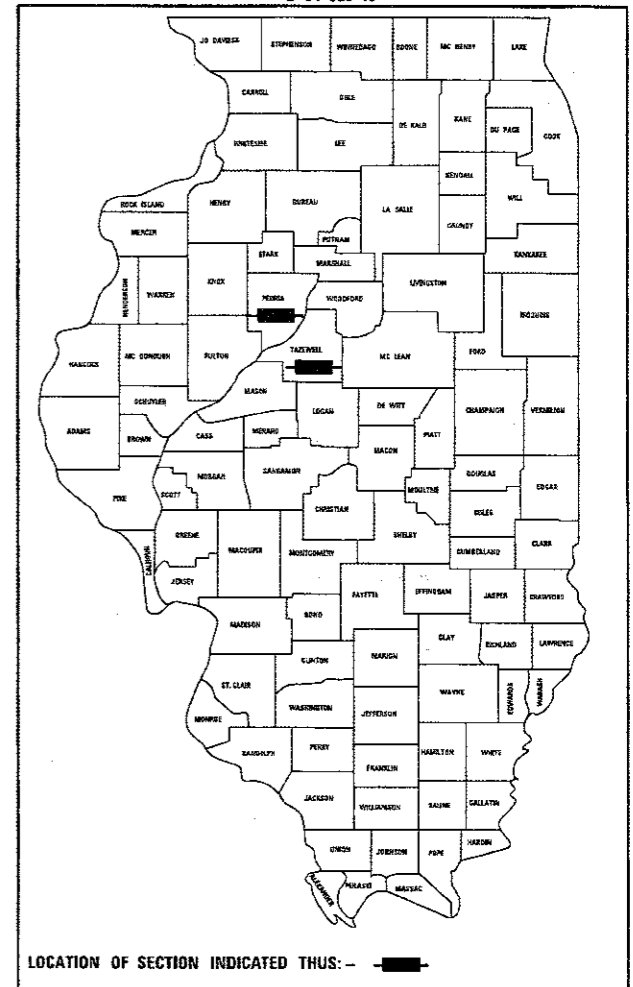 JO DAVIESS STEPHENSON WINNEBAGO BOONE MC HENRY LAKE
CARROLL OGLE DE KALB KANE DU PAGE COOK
WHITESIDE LEE KENDALL WILL
ROCK ISLAND HENRY BUREAU LA SALLE GRUNDY
MERCER PUTNAM KANKAKEE
STARK MARSHALL
HENDERSON WARREN KNOX PEORIA WOODFORD LIVINGSTON IROQUOIS
HANCOCK MC DONOUGH FULTON TAZEWELL MC LEAN FORD
SCHUYLER MASON LOGAN DE WITT CHAMPAIGN VERMILION
ADAMS BROWN CASS MENARD MACON PIATT
PIKE SCOTT MORGAN SANGAMON CHRISTIAN MOULTRIE DOUGLAS EDGAR
COLES
CALHOUN GREENE MACOUPIN MONTGOMERY SHELBY CUMBERLAND CLARK
JERSEY
MADISON BOND FAYETTE EFFINGHAM JASPER CRAWFORD
CLINTON MARION CLAY RICHLAND LAWRENCE
ST. CLAIR WASHINGTON JEFFERSON WAYNE EDWARDS WABASH
MONROE
RANDOLPH PERRY HAMILTON WHITE
FRANKLIN
JACKSON WILLIAMSON SALINE GALLATIN
UNION JOHNSON POPE HARDIN
ALEXANDER PULASKI MASSAC
LOCATION OF SECTION INDICATED THUS: –